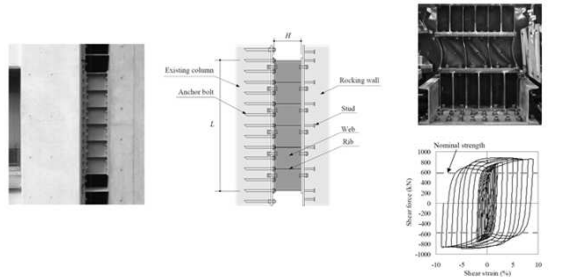 H
Existing column
Rocking wall
Anchor bolt
Stud
L
Web
Rib
Nominal strength
1000
800
600
400
200
0
-200
-400
-600
-800
-1000
Shear force (kN)
-10
-5
0
5
10
Shear strain (%)